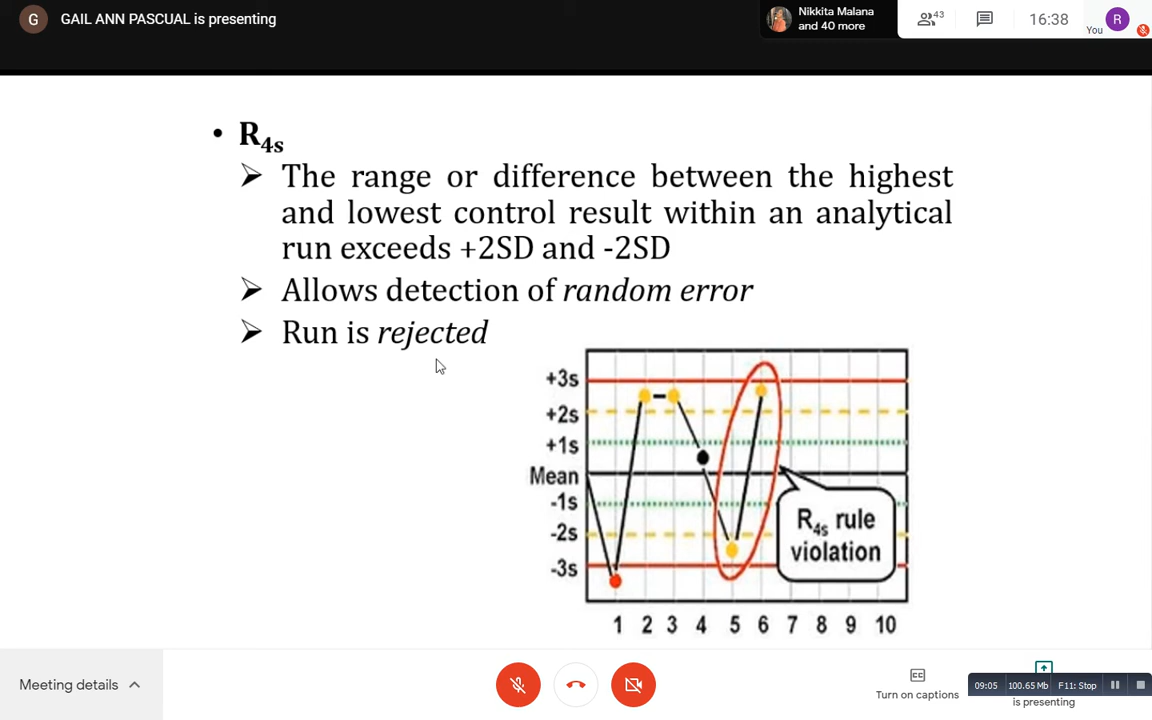 G GAIL ANN PASCUAL is presenting
Nikkita Malana
and 40 more
43
16:38
You
R
• R4s
➢ The range or difference between the highest
and lowest control result within an analytical
run exceeds +2SD and -2SD
➢ Allows detection of random error
➢ Run is rejected
+3s
+2s
+1s
Mean
-1s
-2s
-3s
R4s rule
violation
1 2 3 4 5 6 7 8 9 10
Meeting details
CC
Turn on captions
09:05 100.65 Mb F11: Stop
is presenting